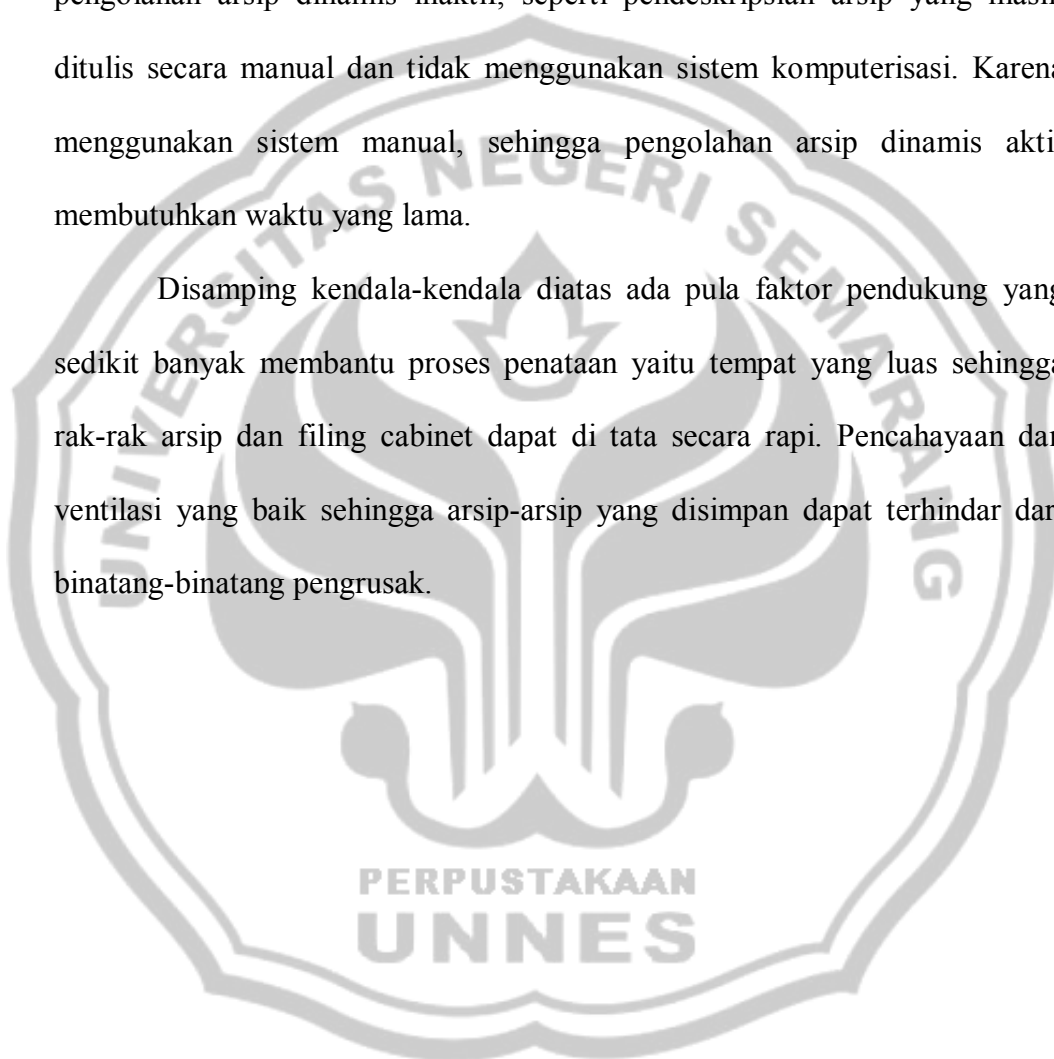 pengolahan arsip dinamis inaktif, seperti pendeskripsian arsip yang masih
ditulis secara manual dan tidak menggunakan sistem komputerisasi. Karena
menggunakan sistem manual, sehingga pengolahan arsip dinamis akti
membutuhkan waktu yang lama.
Disamping kendala-kendala diatas ada pula faktor pendukung yang
sedikit banyak membantu proses penataan yaitu tempat yang luas sehingga
rak-rak arsip dan filing cabinet dapat di tata secara rapi. Pencahayaan dan
ventilasi yang baik sehingga arsip-arsip yang disimpan dapat terhindar dari
binatang-binatang pengrusak.
UNIVERSITAS NEGERI SEMARANG
PERPUSTAKAAN
UNNES